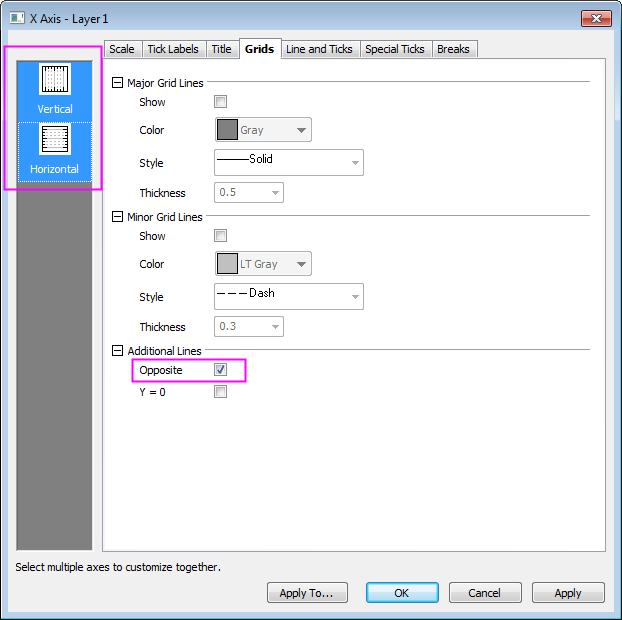 X Axis - Layer1
Scale Tick Labels Title Grids Line and Ticks Special Ticks Breaks
Vertical
Horizontal
Major Grid Lines
Show
Color Gray
Style Solid
Thickness 0.5
Minor Grid Lines
Show
Color LT Gray
Style Dash
Thickness 0.3
Additional Lines
Opposite
Y = 0
Select multiple axes to customize together.
Apply To... OK Cancel Apply